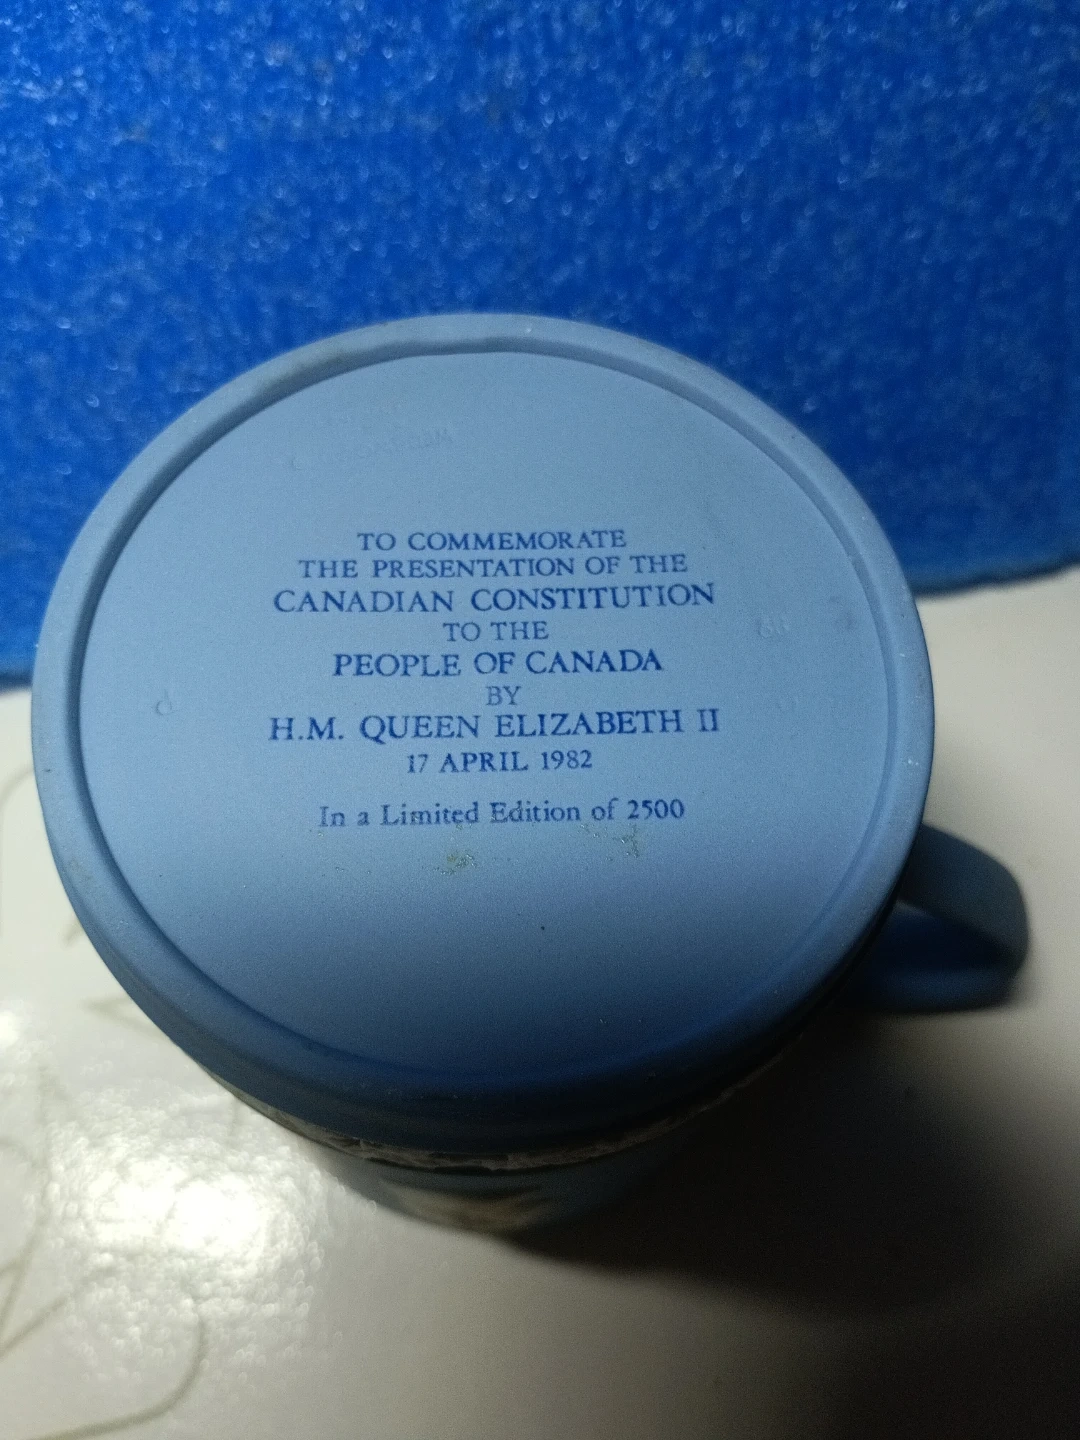 TO COMMEMORATE
THE PRESENTATION OF THE
CANADIAN CONSTITUTION
TO THE
PEOPLE OF CANADA
BY
H.M. QUEEN ELIZABETH II
17 APRIL 1982
In a Limited Edition of 2500